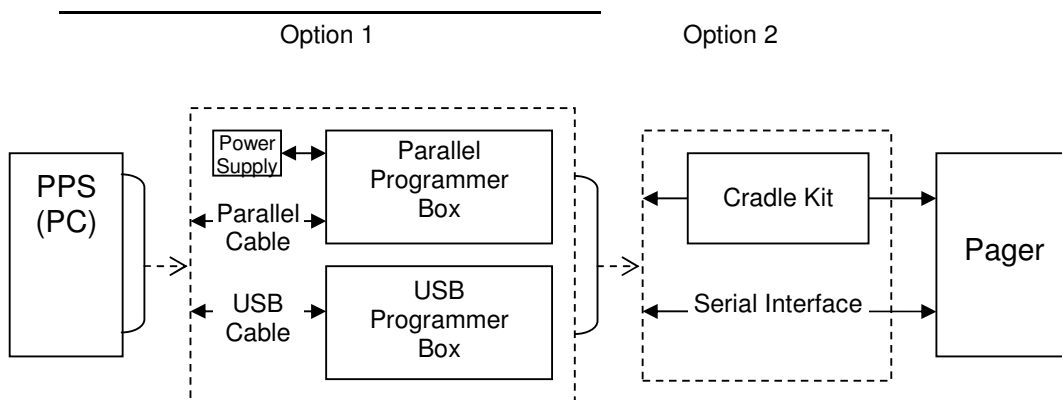 Option 1
Option 2
PPS
(PC)
Power
Supply
Parallel
Programmer
Box
Parallel
Cable
USB
Cable
USB
Programmer
Box
Cradle Kit
Serial Interface
Pager